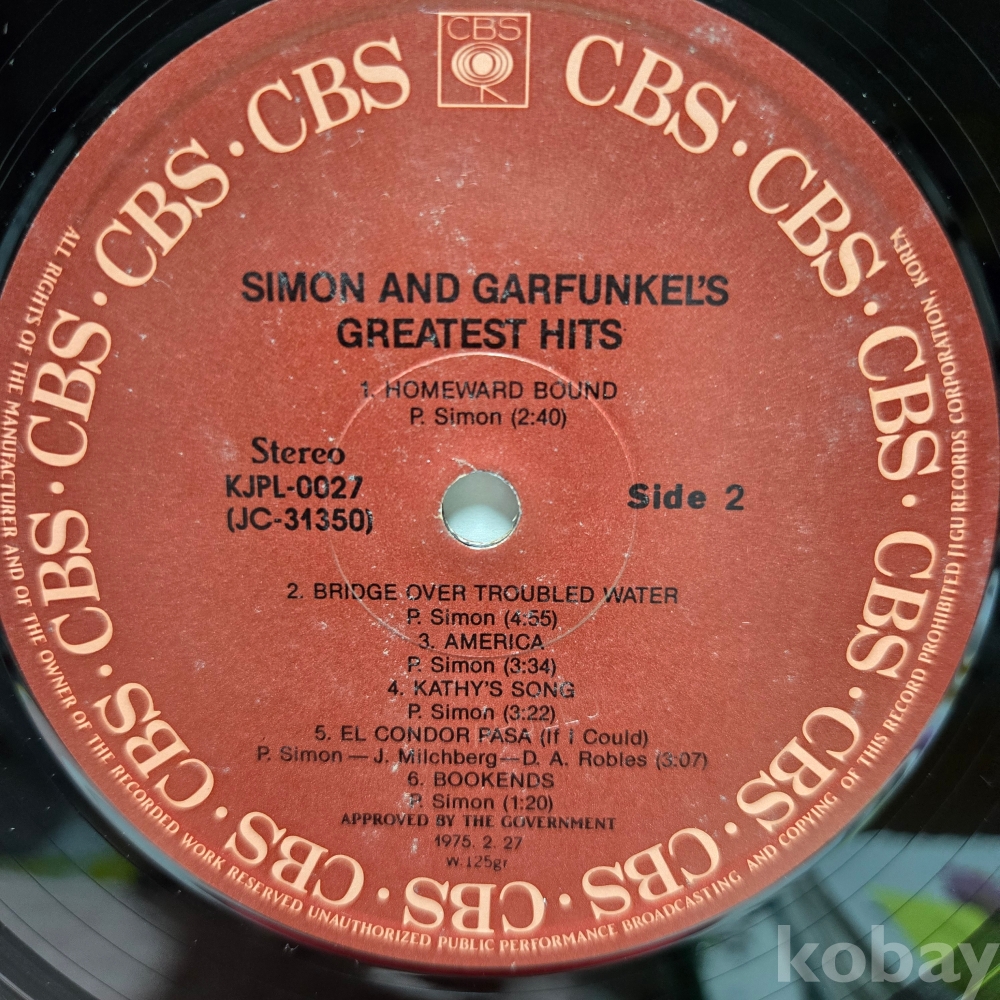 CBS
CBS · CBS · CBS · CBS · CBS · CBS · CBS · CBS · CBS · CBS · CBS · CBS · CBS · CBS
SIMON AND GARFUNKEL'S
GREATEST HITS
1. HOMEWARD BOUND
P. Simon (2:40)
Stereo
KJPL-0027
(JC-31350)
Side 2
2. BRIDGE OVER TROUBLED WATER
P. Simon (4:55)
3. AMERICA
P. Simon (3:34)
4. KATHY'S SONG
P. Simon (3:22)
5. EL CONDOR PASA (If I Could)
P. Simon — J. Milchberg — D. A. Robles (3:07)
6. BOOKENDS
P. Simon (1:20)
APPROVED BY THE GOVERNMENT
1975. 2. 27
W. 125gr
ALL RIGHTS OF THE MANUFACTURER AND OF THE OWNER OF THE RECORDED WORK RESERVED UNAUTHORIZED PUBLIC PERFORMANCE BROADCASTING AND COPYING OF THIS RECORD PROHIBITED JIGU RECORDS CORPORATION, KOREA
kobay